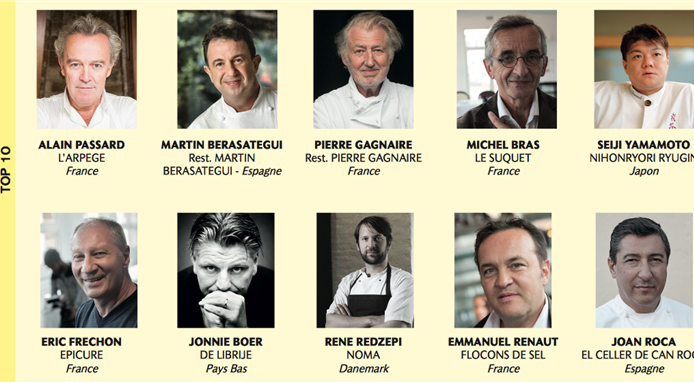 TOP 10
ALAIN PASSARD
L'ARPEGE
France
MARTIN BERASATEGUI
Rest. MARTIN
BERASATEGUI - Espagne
PIERRE GAGNAIRE
Rest. PIERRE GAGNAIRE
France
MICHEL BRAS
LE SUQUET
France
SEIJI YAMAMOTO
NIHONRYORI RYUGIN
Japon
ERIC FRECHON
EPICURE
France
JONNIE BOER
DE LIBRIJE
Pays Bas
RENE REDZEPI
NOMA
Danemark
EMMANUEL RENAUT
FLOCONS DE SEL
France
JOAN ROCA
EL CELLER DE CAN ROC
Espagne